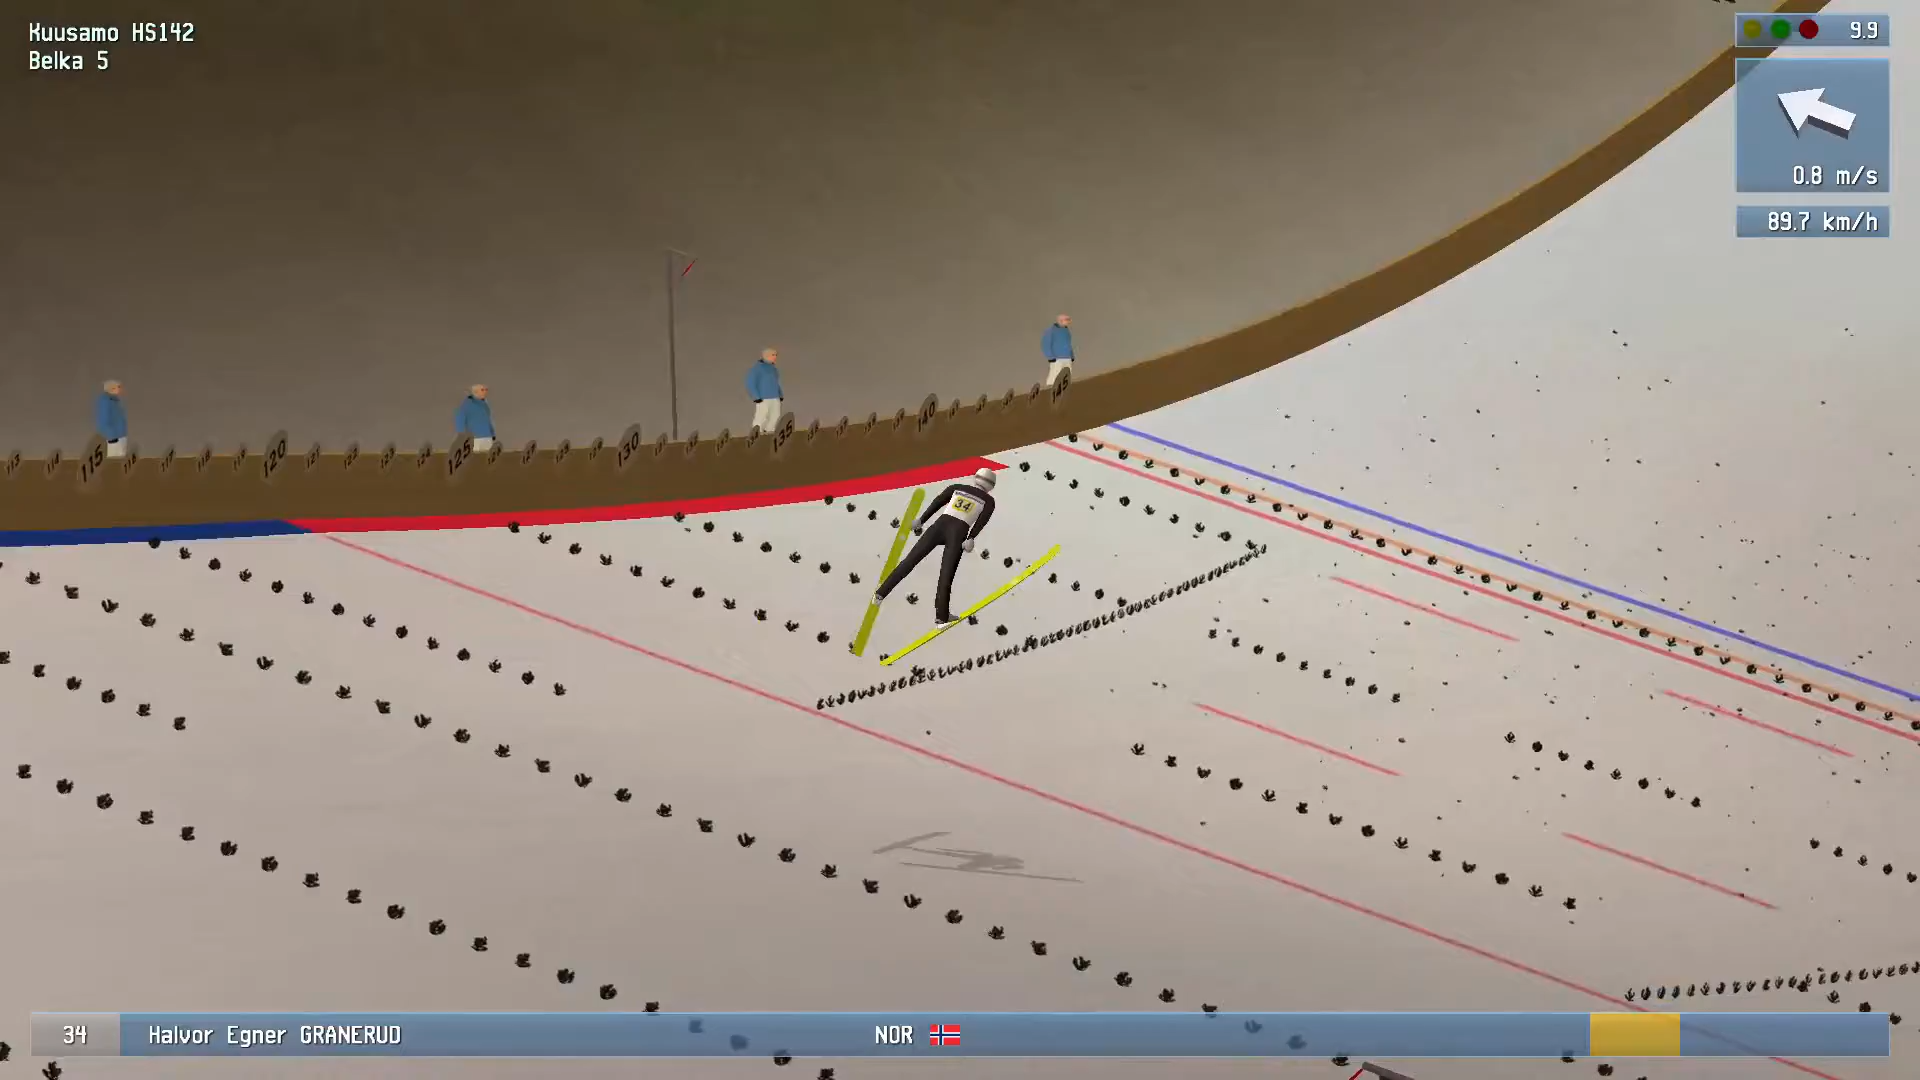 Kuusamo HS142
Belka 5
9.9
0.8 m/s
89.7 km/h
145
140
135
130
125
120
115
34
34 Halvor Egner GRANERUD NOR